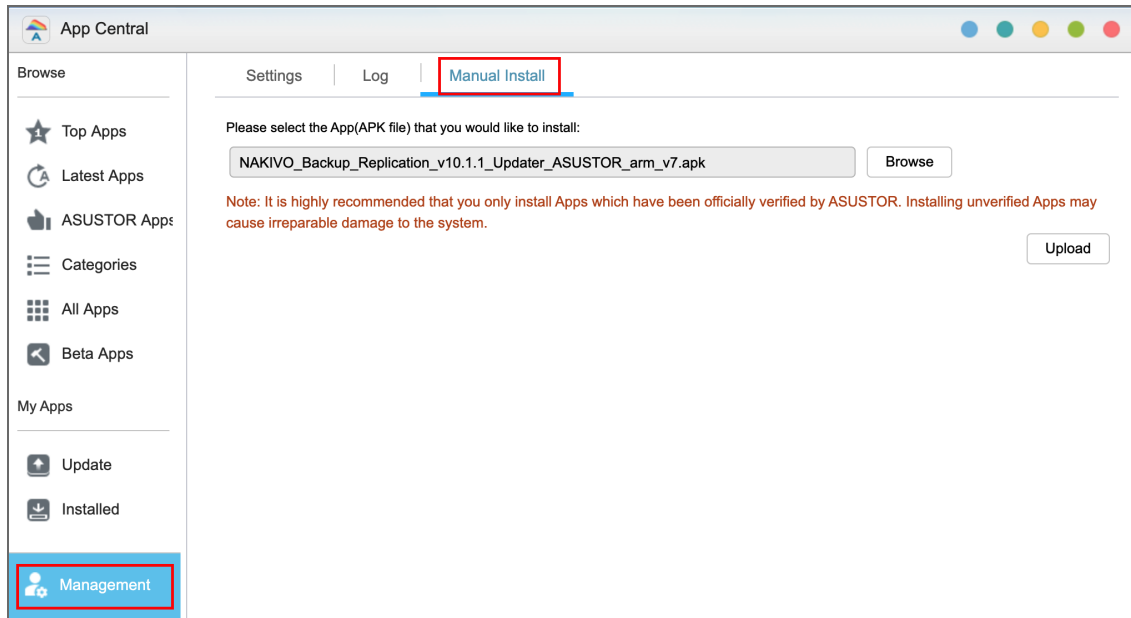 App Central
Browse
Top Apps
Latest Apps
ASUSTOR Apps
Categories
All Apps
Beta Apps
My Apps
Update
Installed
Management
Settings
Log
Manual Install
Please select the App(APK file) that you would like to install:
NAKIVO_Backup_Replication_v10.1.1_Updater_ASUSTOR_arm_v7.apk
Browse
Note: It is highly recommended that you only install Apps which have been officially verified by ASUSTOR. Installing unverified Apps may
cause irreparable damage to the system.
Upload